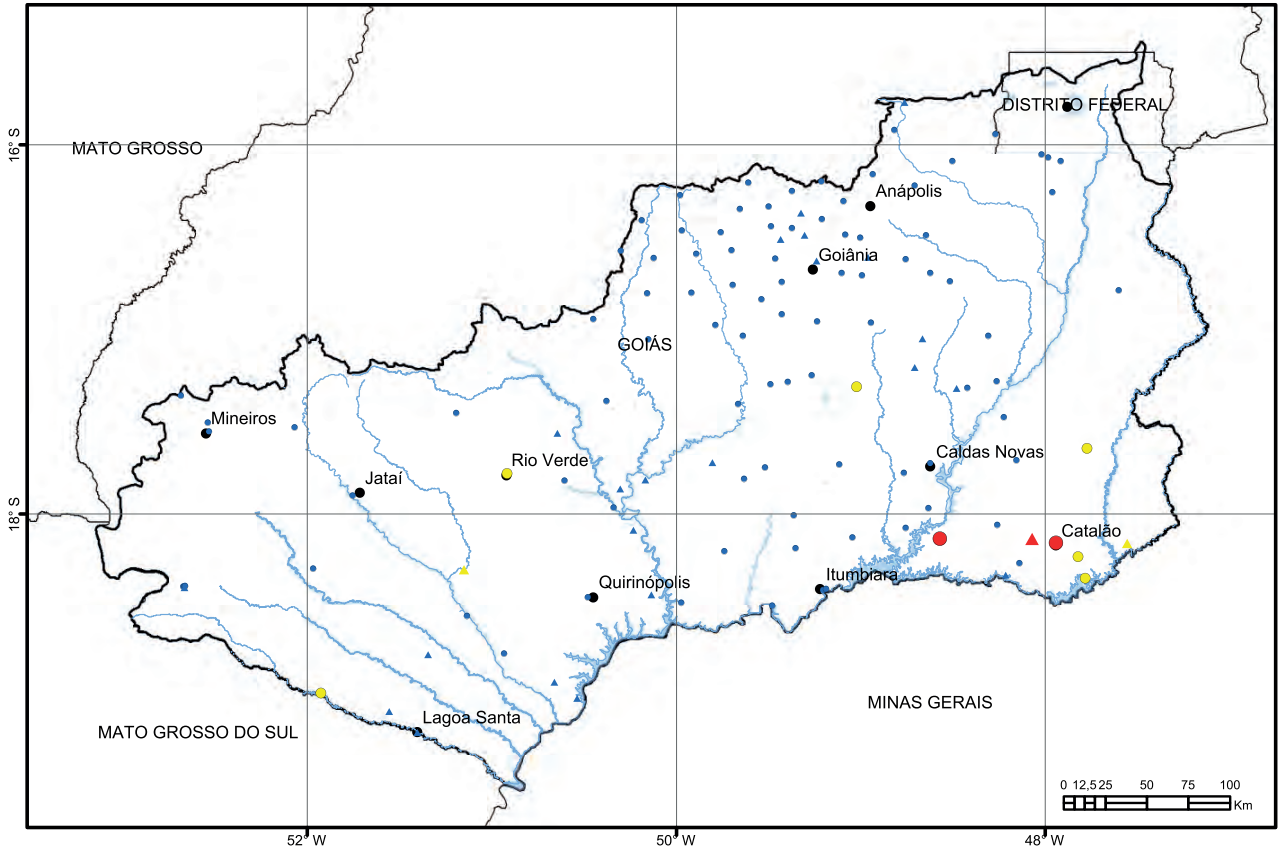 DISTRITO FEDERAL
16° S
MATO GROSSO
Anápolis
Goiânia
GOIÁS
Mineiros
Caldas Novas
Rio Verde
Jataí
18° S
Catalão
Itumbiara
Quirinópolis
MINAS GERAIS
Lagoa Santa
MATO GROSSO DO SUL
0 12,5 25 50 75 100
Km
52° W 50° W 48° W